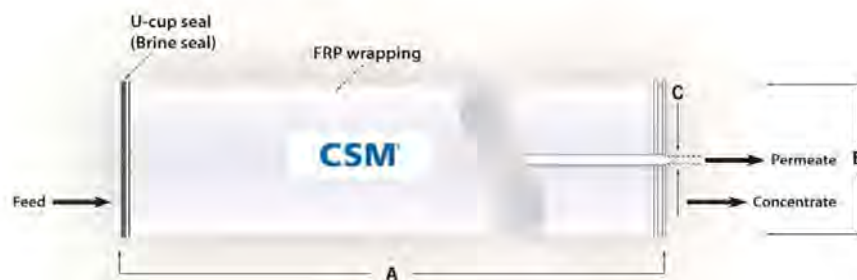 U-cup seal
(Brine seal)
FRP wrapping
CSM
C
Permeate
B
Feed
Concentrate
A